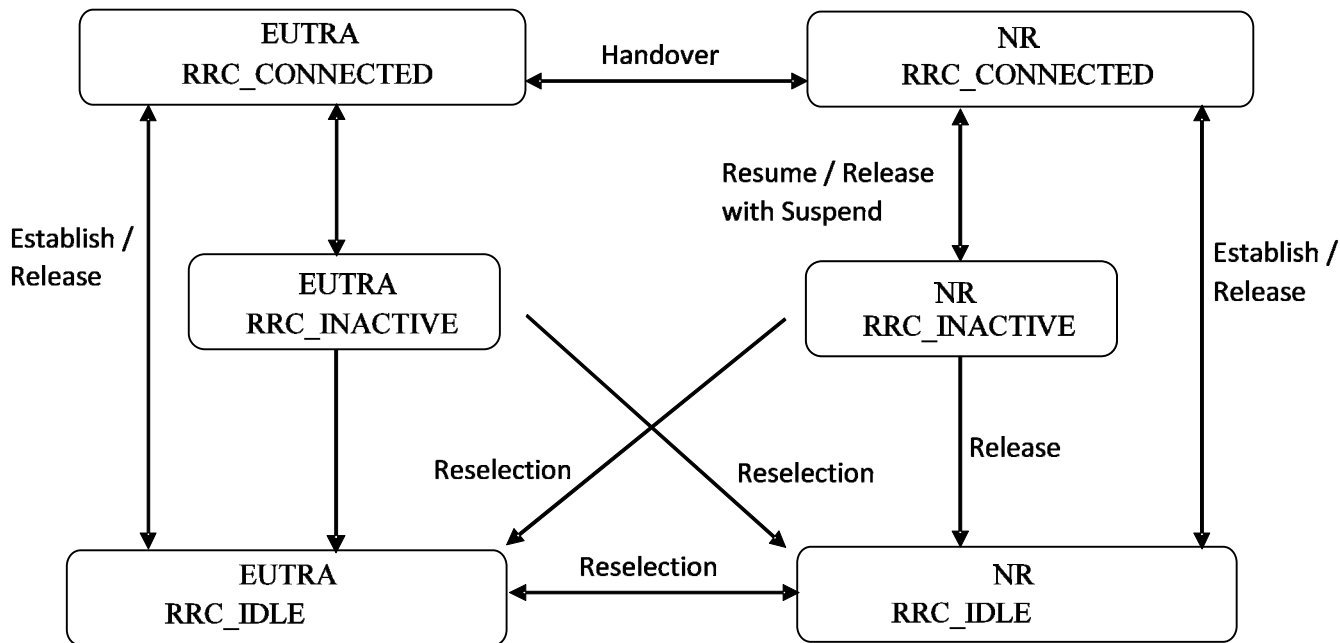 EUTRA
RRC_CONNECTED
Handover
NR
RRC_CONNECTED
Establish /
Release
Resume / Release
with Suspend
Establish /
Release
EUTRA
RRC_INACTIVE
NR
RRC_INACTIVE
Reselection
Reselection
Release
EUTRA
RRC_IDLE
Reselection
NR
RRC_IDLE